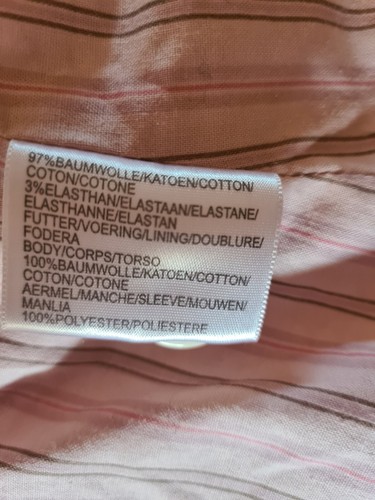 97%BAUMWOLLE/KATOEN/COTTON/
COTON/COTONE
3%ELASTHAN/ELASTAAN/ELASTANE/
ELASTHANNE/ELASTAN
FUTTER/VOERING/LINING/DOUBLURE/
FODERA
BODY/CORPS/TORSO
100%BAUMWOLLE/KATOEN/COTTON/
COTON/COTONE
AERMEL/MANCHE/SLEEVE/MOUWEN/
MANLIA
100%POLYESTER/POLIESTERE